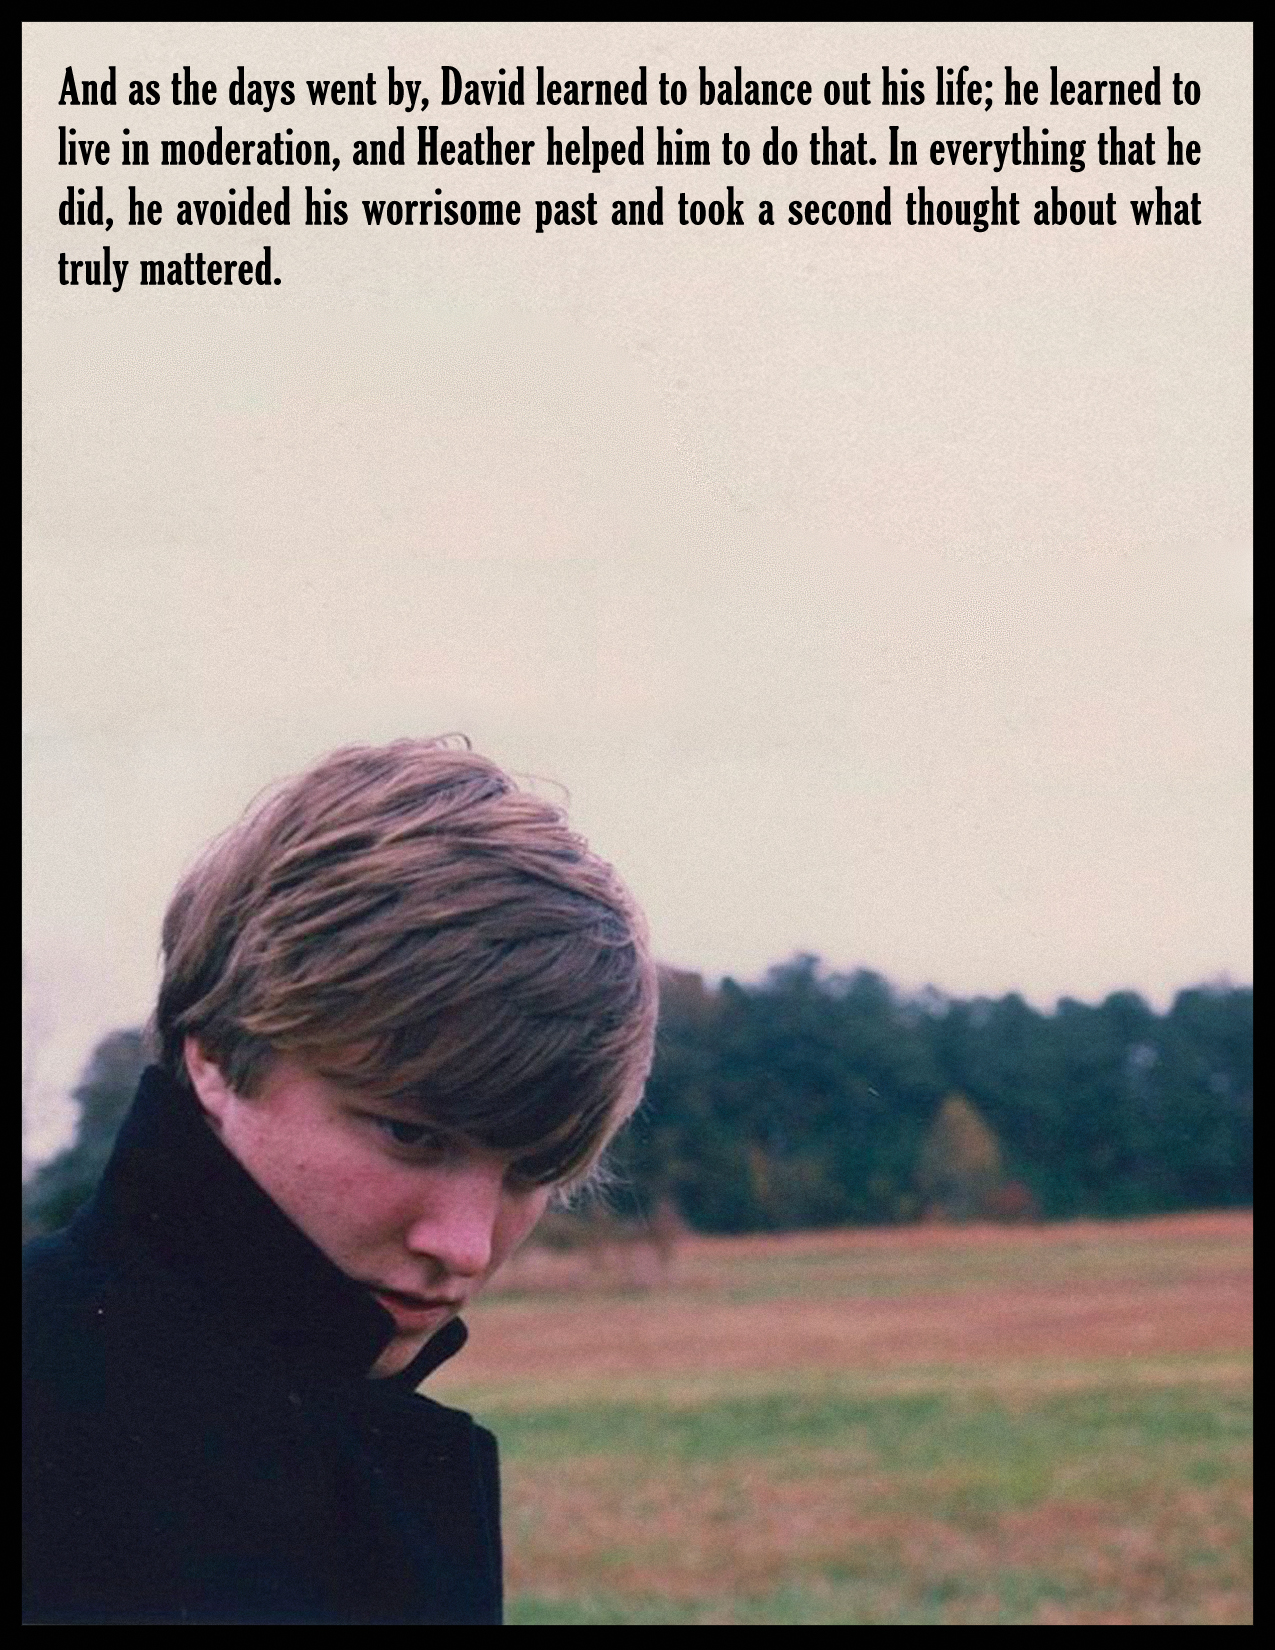 And as the days went by, David learned to balance out his life; he learned to
live in moderation, and Heather helped him to do that. In everything that he
did, he avoided his worrisome past and took a second thought about what
truly mattered.